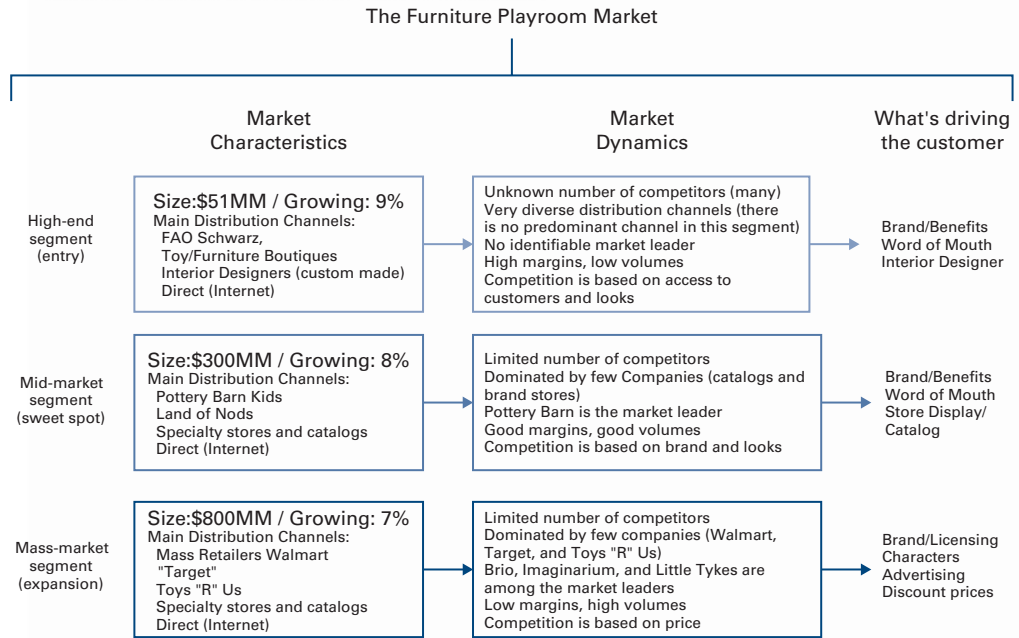 The Furniture Playroom Market
Market
Characteristics
Market
Dynamics
What's driving
the customer
High-end
segment
(entry)
Size:$51MM / Growing: 9%
Main Distribution Channels:
FAO Schwarz,
Toy/Furniture Boutiques
Interior Designers (custom made)
Direct (Internet)
Unknown number of competitors (many)
Very diverse distribution channels (there
is no predominant channel in this segment)
No identifiable market leader
High margins, low volumes
Competition is based on access to
customers and looks
Brand/Benefits
Word of Mouth
Interior Designer
Mid-market
segment
(sweet spot)
Size:$300MM / Growing: 8%
Main Distribution Channels:
Pottery Barn Kids
Land of Nods
Specialty stores and catalogs
Direct (Internet)
Limited number of competitors
Dominated by few Companies (catalogs and
brand stores)
Pottery Barn is the market leader
Good margins, good volumes
Competition is based on brand and looks
Brand/Benefits
Word of Mouth
Store Display/
Catalog
Mass-market
segment
(expansion)
Size:$800MM / Growing: 7%
Main Distribution Channels:
Mass Retailers Walmart
"Target"
Toys "R" Us
Specialty stores and catalogs
Direct (Internet)
Limited number of competitors
Dominated by few companies (Walmart,
Target, and Toys "R" Us)
Brio, Imaginarium, and Little Tykes are
among the market leaders
Low margins, high volumes
Competition is based on price
Brand/Licensing
Characters
Advertising
Discount prices